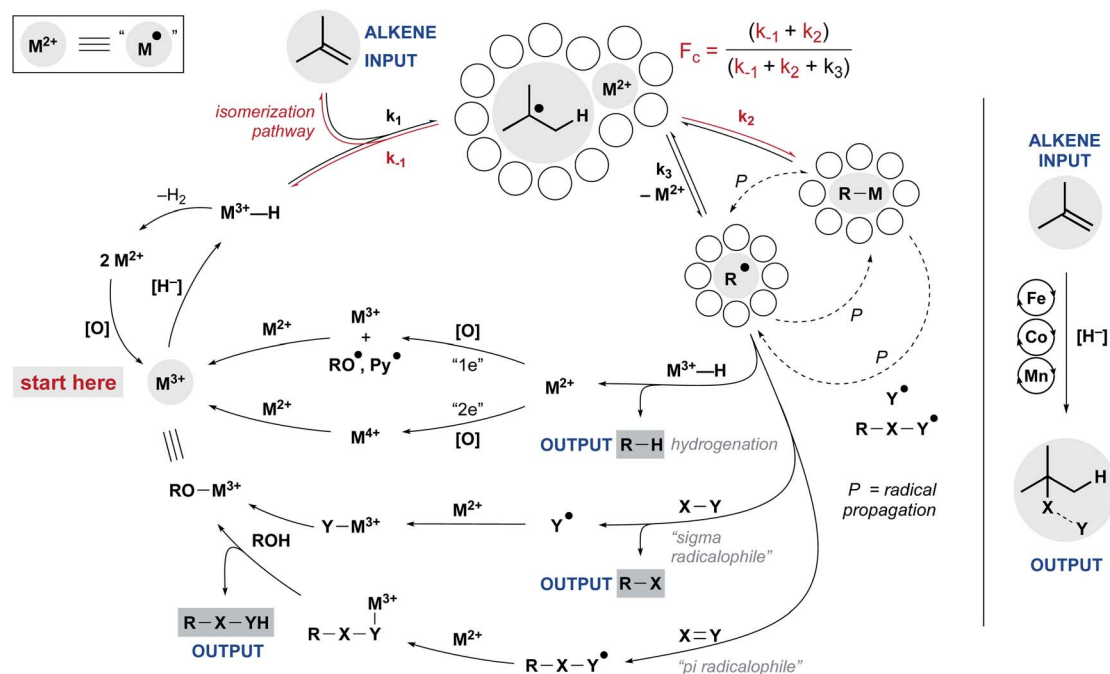 M2+ ≡ “M•”
ALKENE
INPUT
isomerization
pathway
k1
k-1
H
M2+
Fc = (k-1 + k2)
(k-1 + k2 + k3)
k2
k3
– M2+
P
R–M
R•
P
P
Y•
R–X–Y•
P = radical
propagation
–H2
M3+—H
2 M2+
[H–]
[O]
start here
M3+
M2+
M3+
+
RO•, Py•
[O]
“1e”
M2+
M4+
“2e”
[O]
M2+
M3+—H
OUTPUT
R–H
hydrogenation
RO–M3+
Y–M3+
M2+
Y•
X–Y
“sigma
radicalophile”
OUTPUT
R–X
ROH
R–X–YH
OUTPUT
M3+
R–X–Y
M2+
R–X–Y•
X=Y
“pi radicalophile”
ALKENE
INPUT
Fe
Co
Mn
[H–]
H
X
Y
OUTPUT